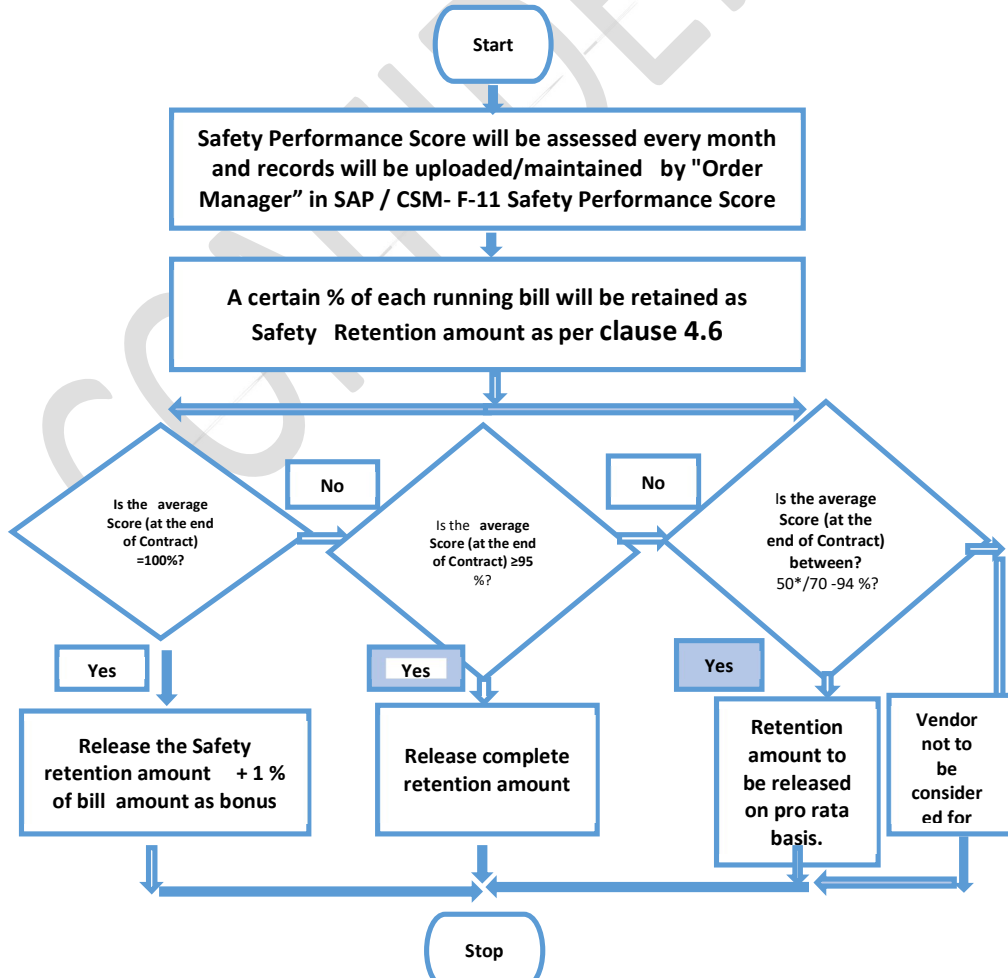 Start
Safety Performance Score will be assessed every month
and records will be uploaded/maintained by "Order
Manager” in SAP / CSM- F-11 Safety Performance Score
A certain % of each running bill will be retained as
Safety Retention amount as per clause 4.6
Is the average
Score (at the end
of Contract)
=100%?
No
Is the average
Score (at the end
of Contract) ≥95
%?
No
Is the average
Score (at the
end of Contract)
between?
50*/70 -94 %?
Yes
Yes
Yes
Release the Safety
retention amount + 1 %
of bill amount as bonus
Release complete
retention amount
Retention
amount to
be released
on pro rata
basis.
Vendor
not to
be
consider
ed for
Stop